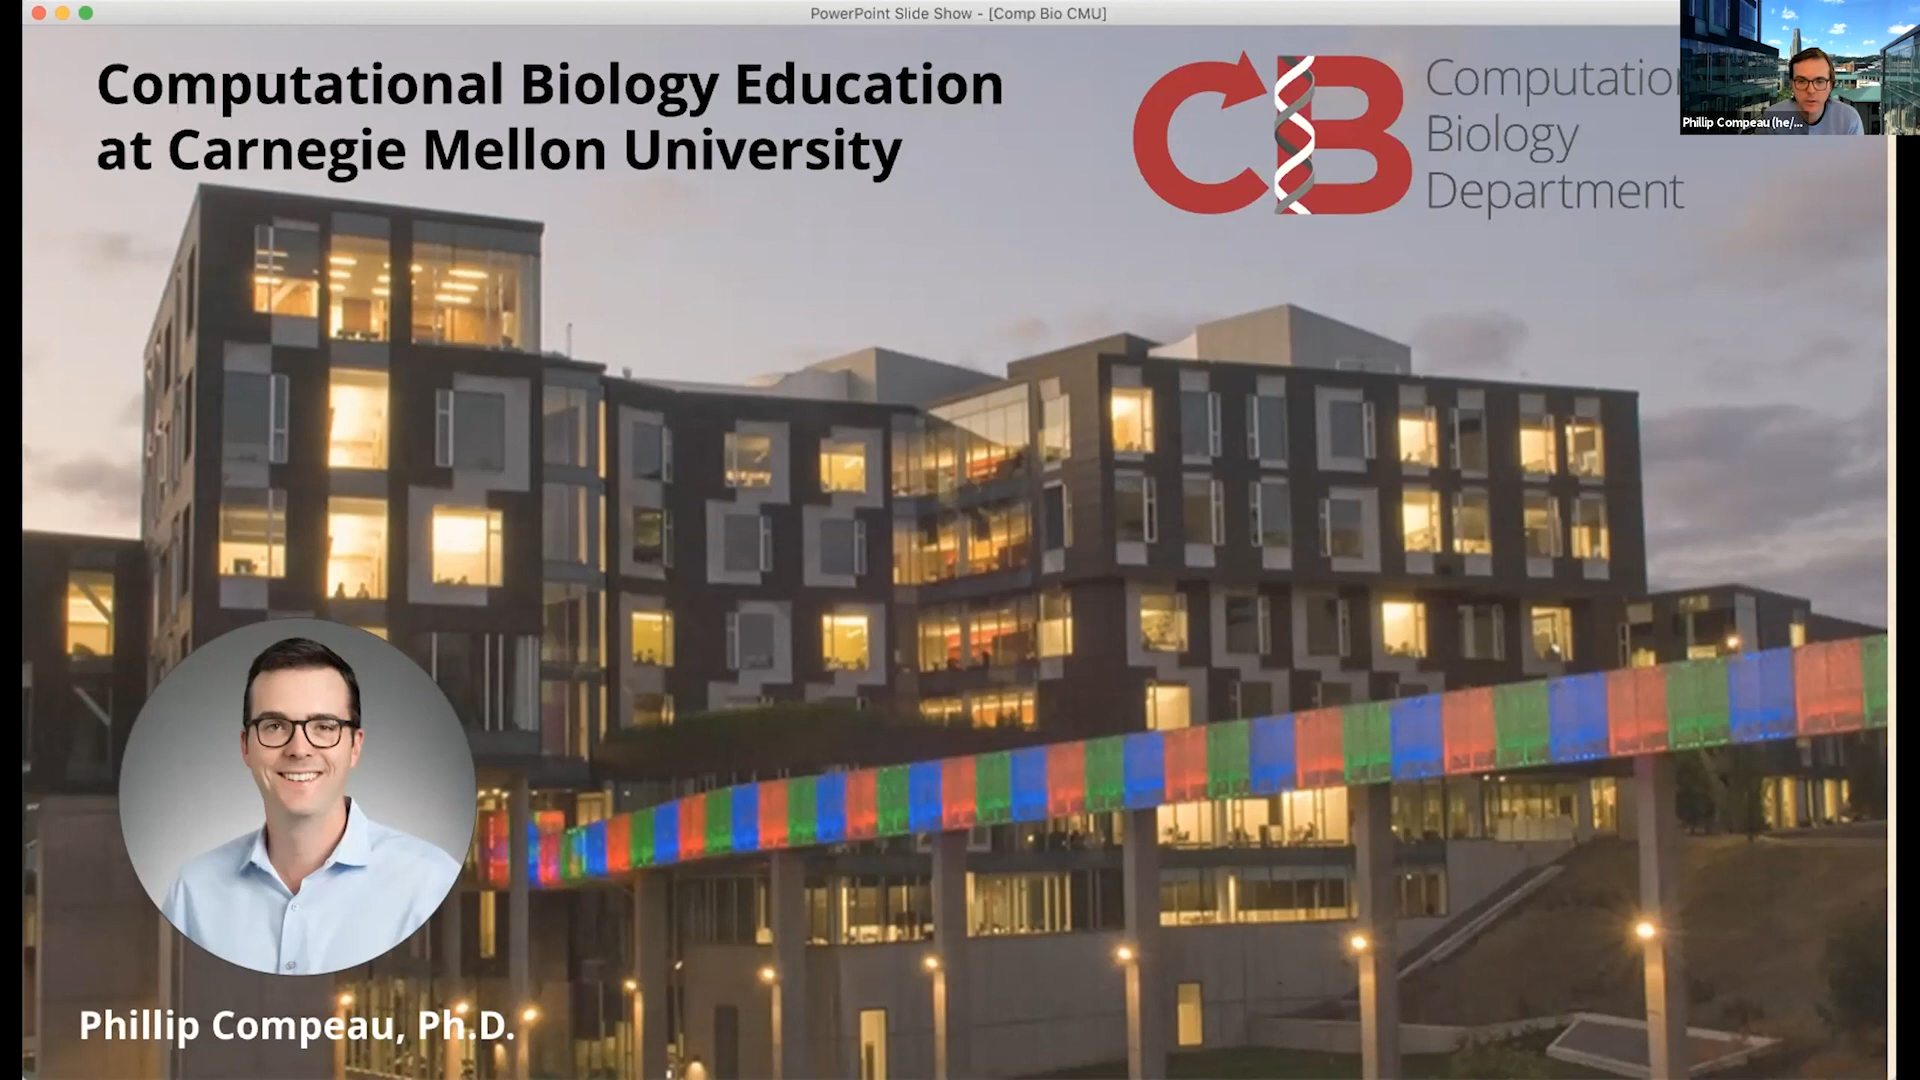 PowerPoint Slide Show - [Comp Bio CMU]
Computational Biology Education
at Carnegie Mellon University
CB
Computatio
Biology
Department
Phillip Compeau (he/...
Phillip Compeau, Ph.D.